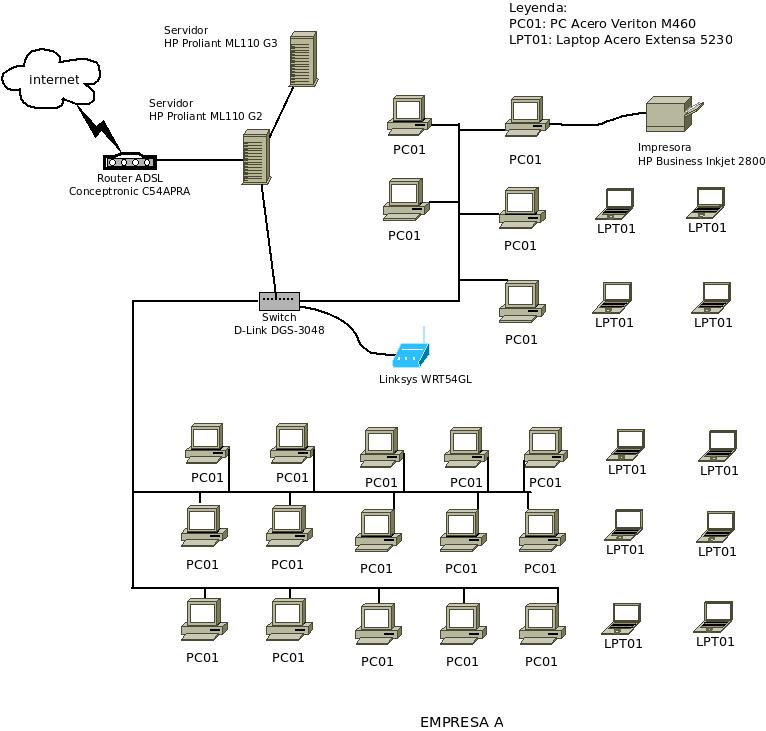 Leyenda:
PC01: PC Acero Veriton M460
LPT01: Laptop Acero Extensa 5230
Servidor
HP Proliant ML110 G3
internet
Servidor
HP Proliant ML110 G2
Router ADSL
Conceptronic C54APRA
PC01
PC01
Impresora
HP Business Inkjet 2800
PC01
PC01
LPT01
LPT01
PC01
LPT01
LPT01
Switch
D-Link DGS-3048
Linksys WRT54GL
PC01
PC01
PC01
PC01
PC01
LPT01
LPT01
PC01
PC01
PC01
PC01
PC01
LPT01
LPT01
PC01
PC01
PC01
PC01
PC01
LPT01
LPT01
EMPRESA A